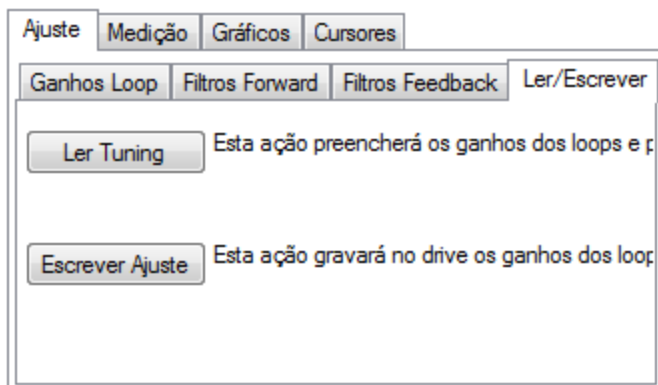 Ajuste Medição Gráficos Cursores
Ganhos Loop Filtros Forward Filtros Feedback Ler/Escrever
Ler Tuning Esta ação preencherá os ganhos dos loops e
Escrever Ajuste Esta ação gravará no drive os ganhos dos